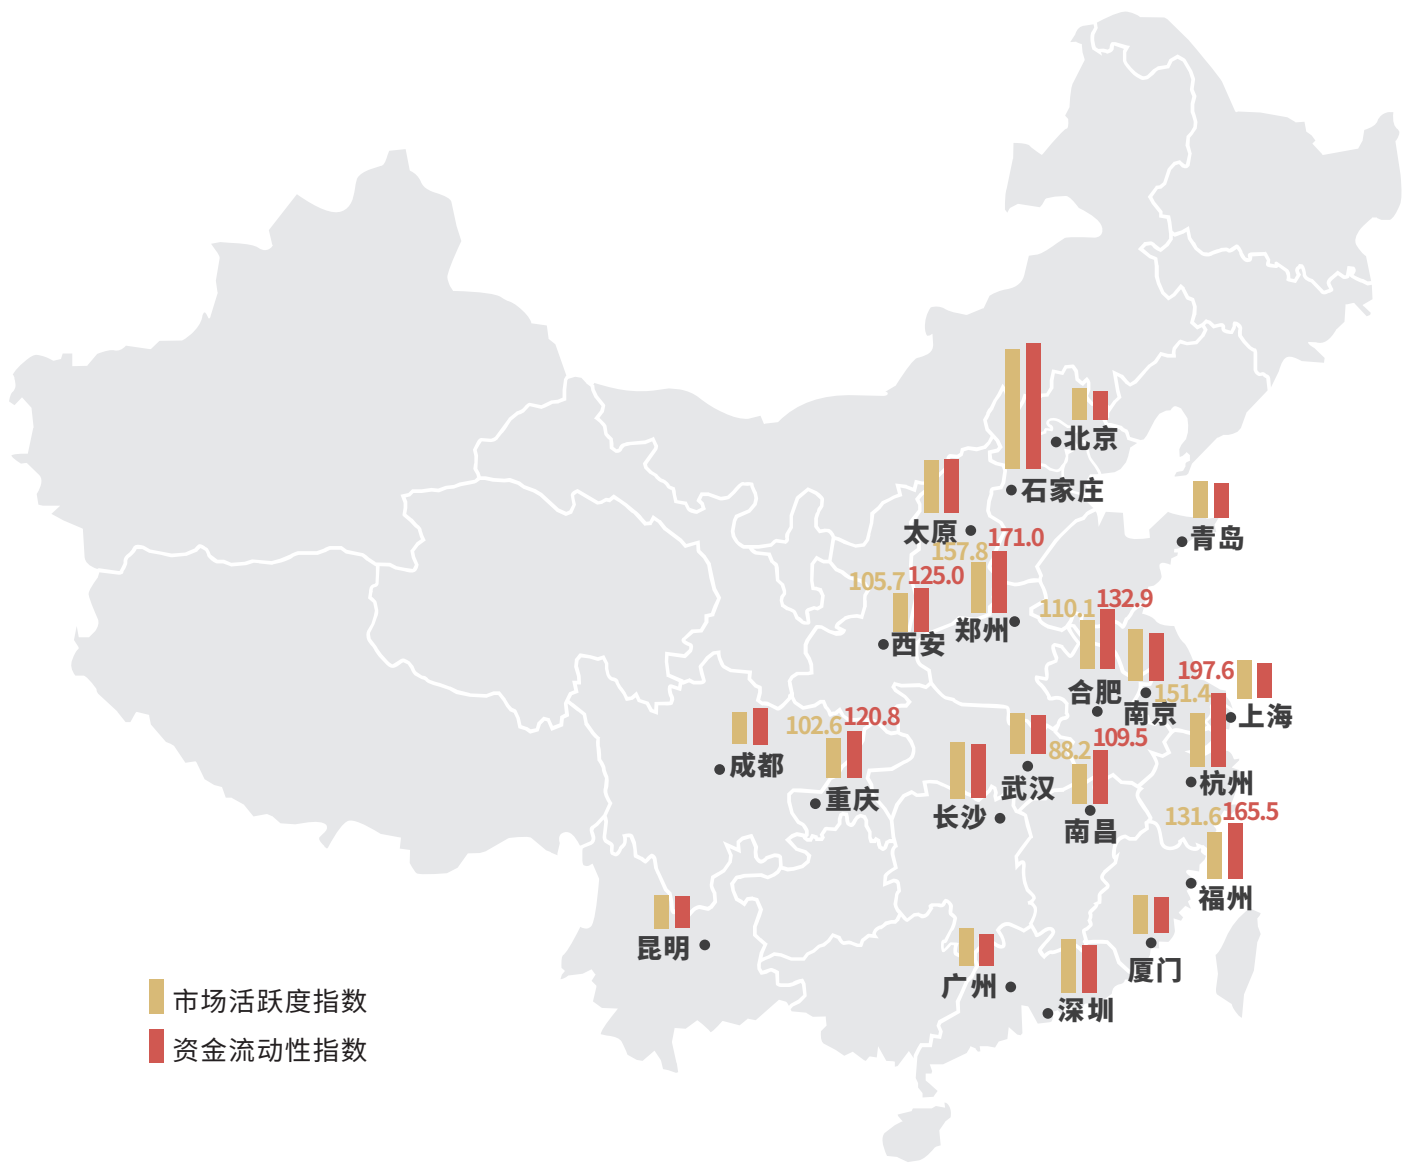 北京
石家庄
太原
青岛
171.0
157.8
105.7
125.0
110.1
132.9
郑州
西安
197.6
合肥
151.4
南京
上海
120.8
102.6
109.5
88.2
成都
杭州
武汉
重庆
131.6
165.5
长沙
南昌
福州
昆明
厦门
广州
深圳
市场活跃度指数
资金流动性指数